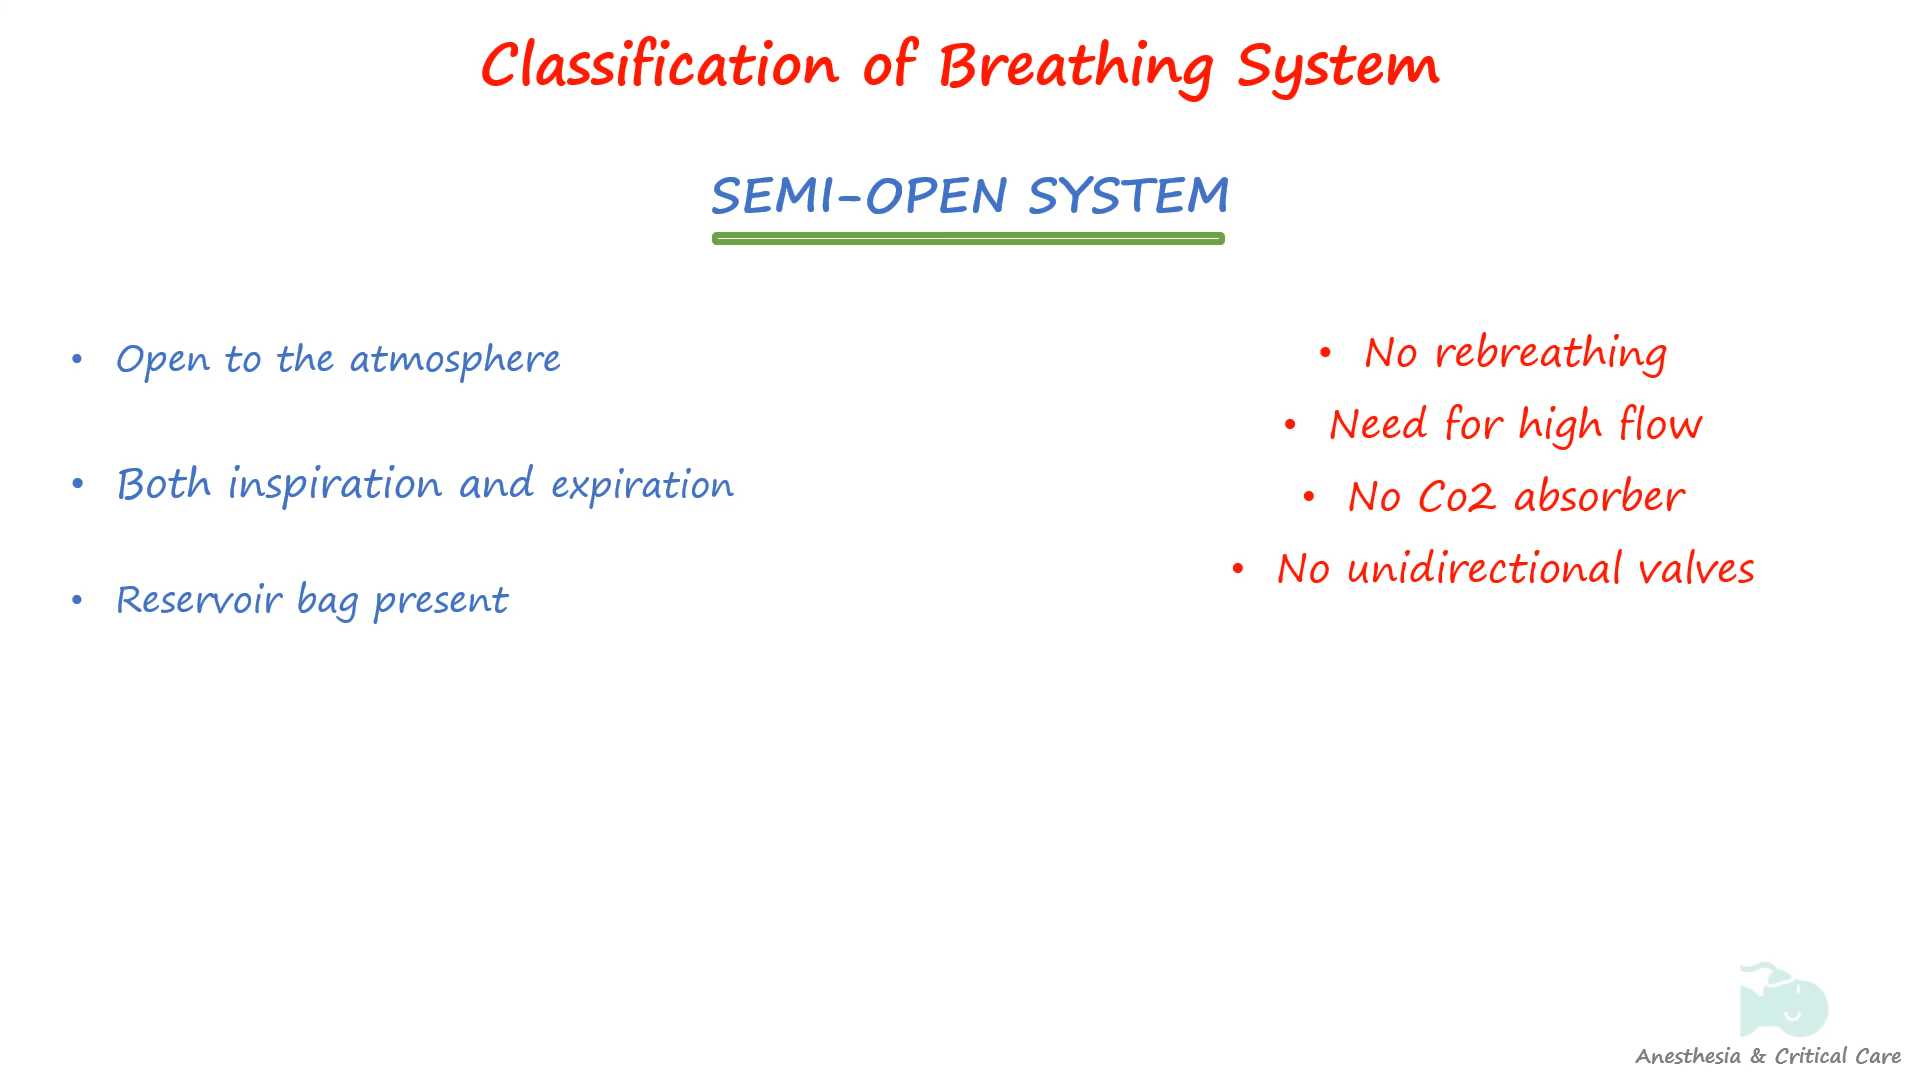 Classification of Breathing System
SEMI-OPEN SYSTEM
• Open to the atmosphere
• Both inspiration and expiration
• Reservoir bag present
• No rebreathing
• Need for high flow
• No Co2 absorber
• No unidirectional valves
Anesthesia & Critical Care